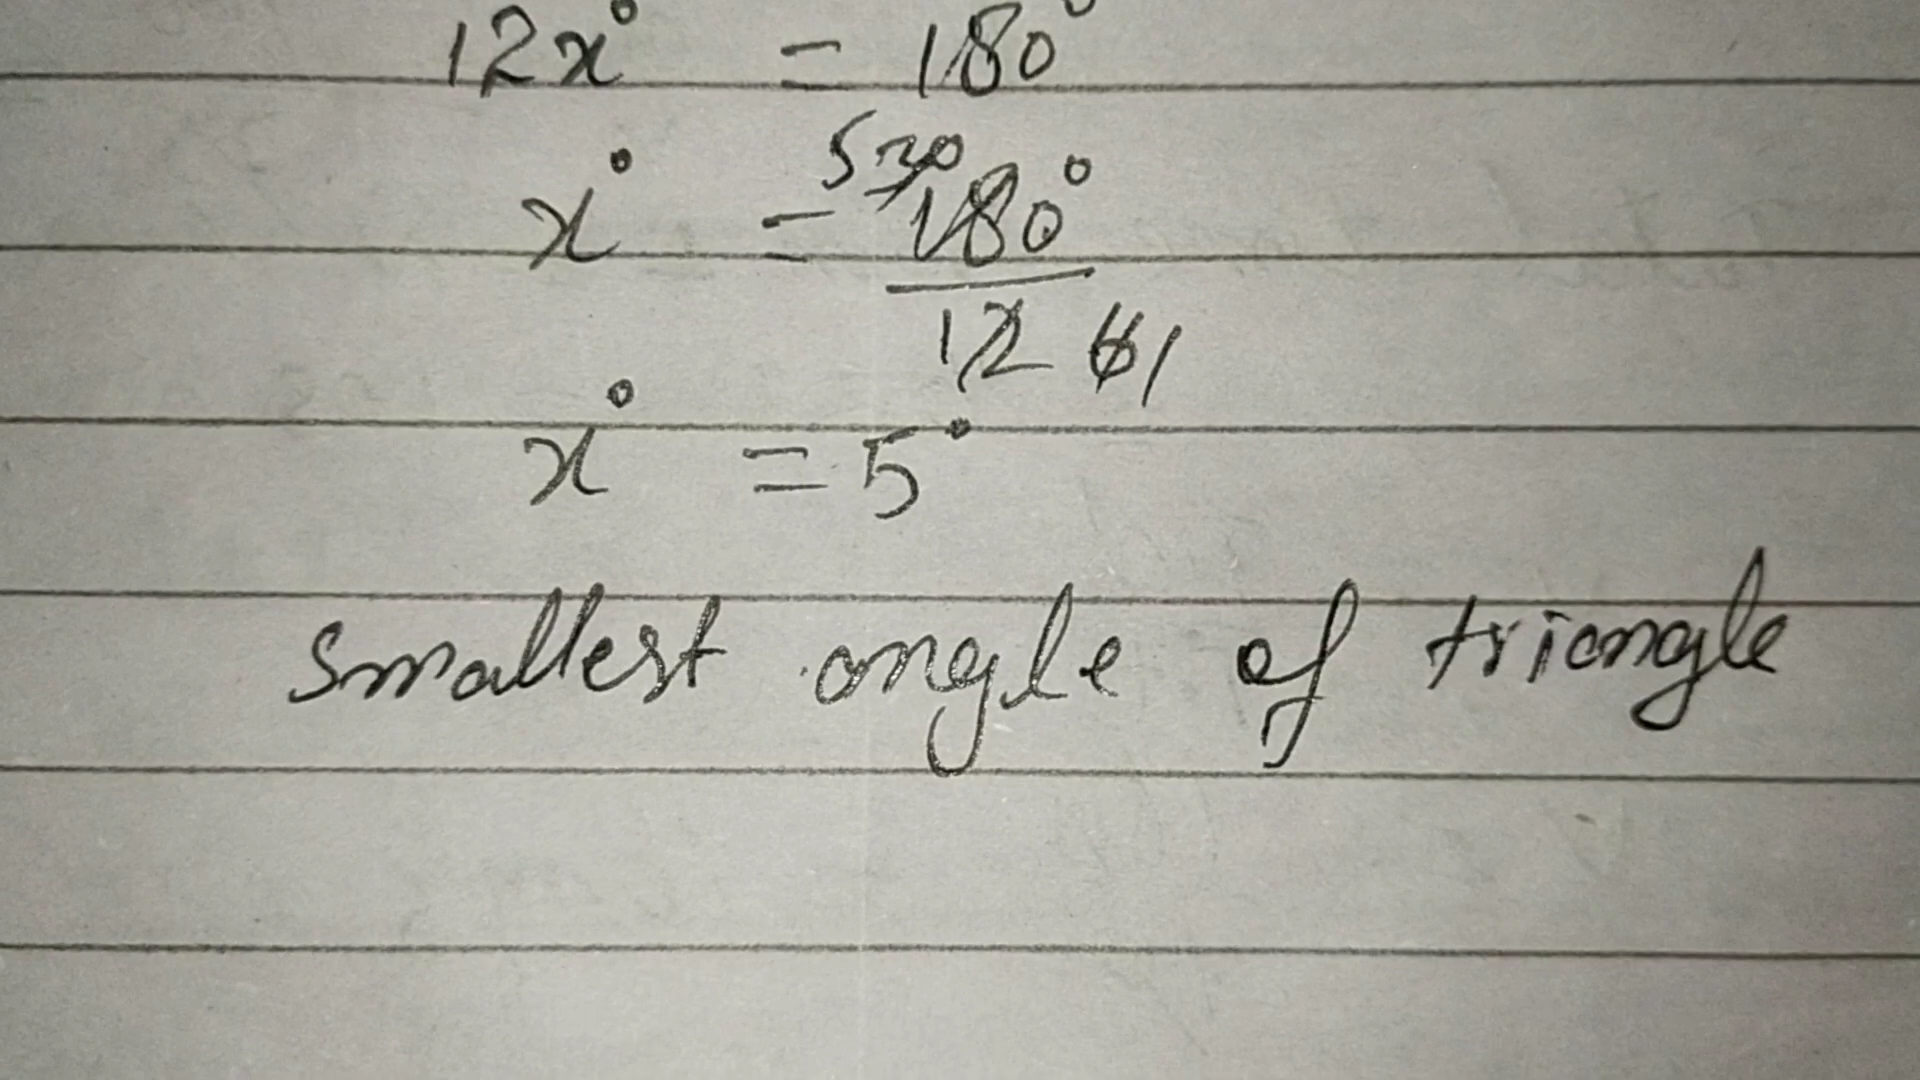 12x° = 180°
x° = 180°
12
x° = 5°
smallest angle of triangle